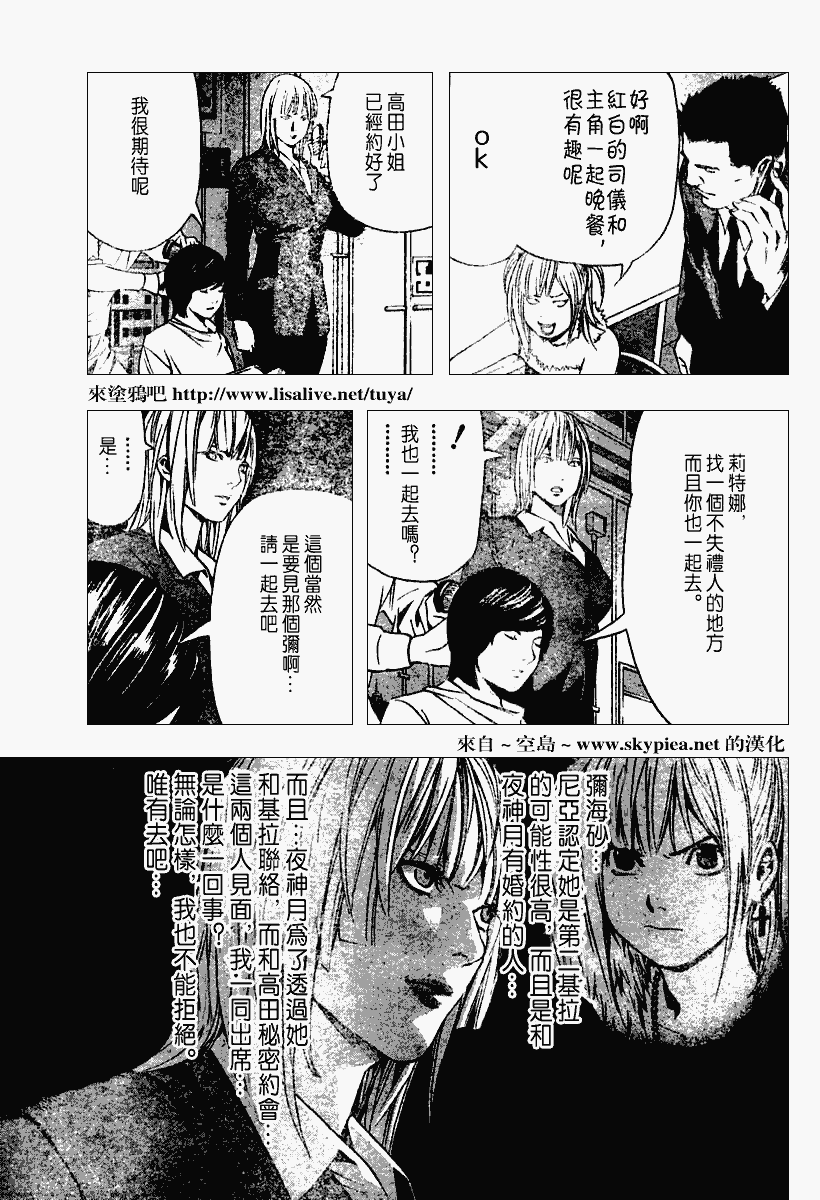 好啊
紅白的司儀和
主角一起晚餐，
很有趣呢
ok
高田小姐
已經約好了
我很期待呢
來塗鴉吧 http://www.lisalive.net/tuya/
莉特娜，
找一個不失禮人的地方
而且你也一起去。
！
………
我也一起去嗎？
………
這個當然
是要見那個彌啊…
請一起去吧
……
是…
來自～空島～www.skypiea.net 的漢化
彌海砂…
尼亞認定她是第二基拉
的可能性很高，而且是和
夜神月有婚約的人…
而且…夜神月為了透過她
和基拉聯絡，而和高田秘密約會…
這兩個人見面，我一同出席…
是什麼一回事？
無論怎樣，我也不能拒絕。
唯有去吧…